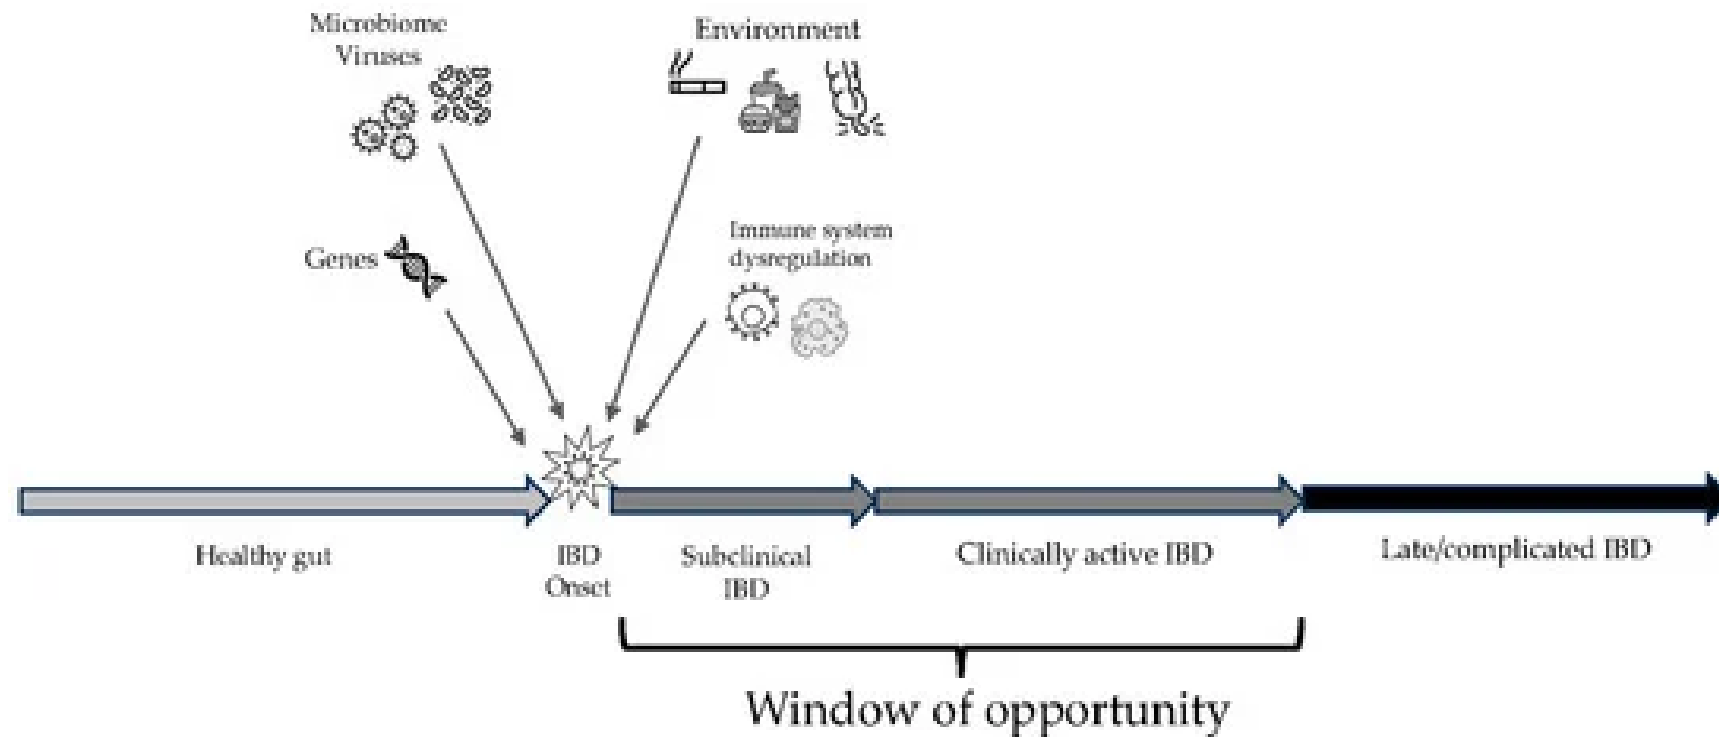 Microbiome
Viruses
Environment
Genes
Immune system
dysregulation
Healthy gut
IBD
Onset
Subclinical
IBD
Clinically active IBD
Late/complicated IBD
Window of opportunity